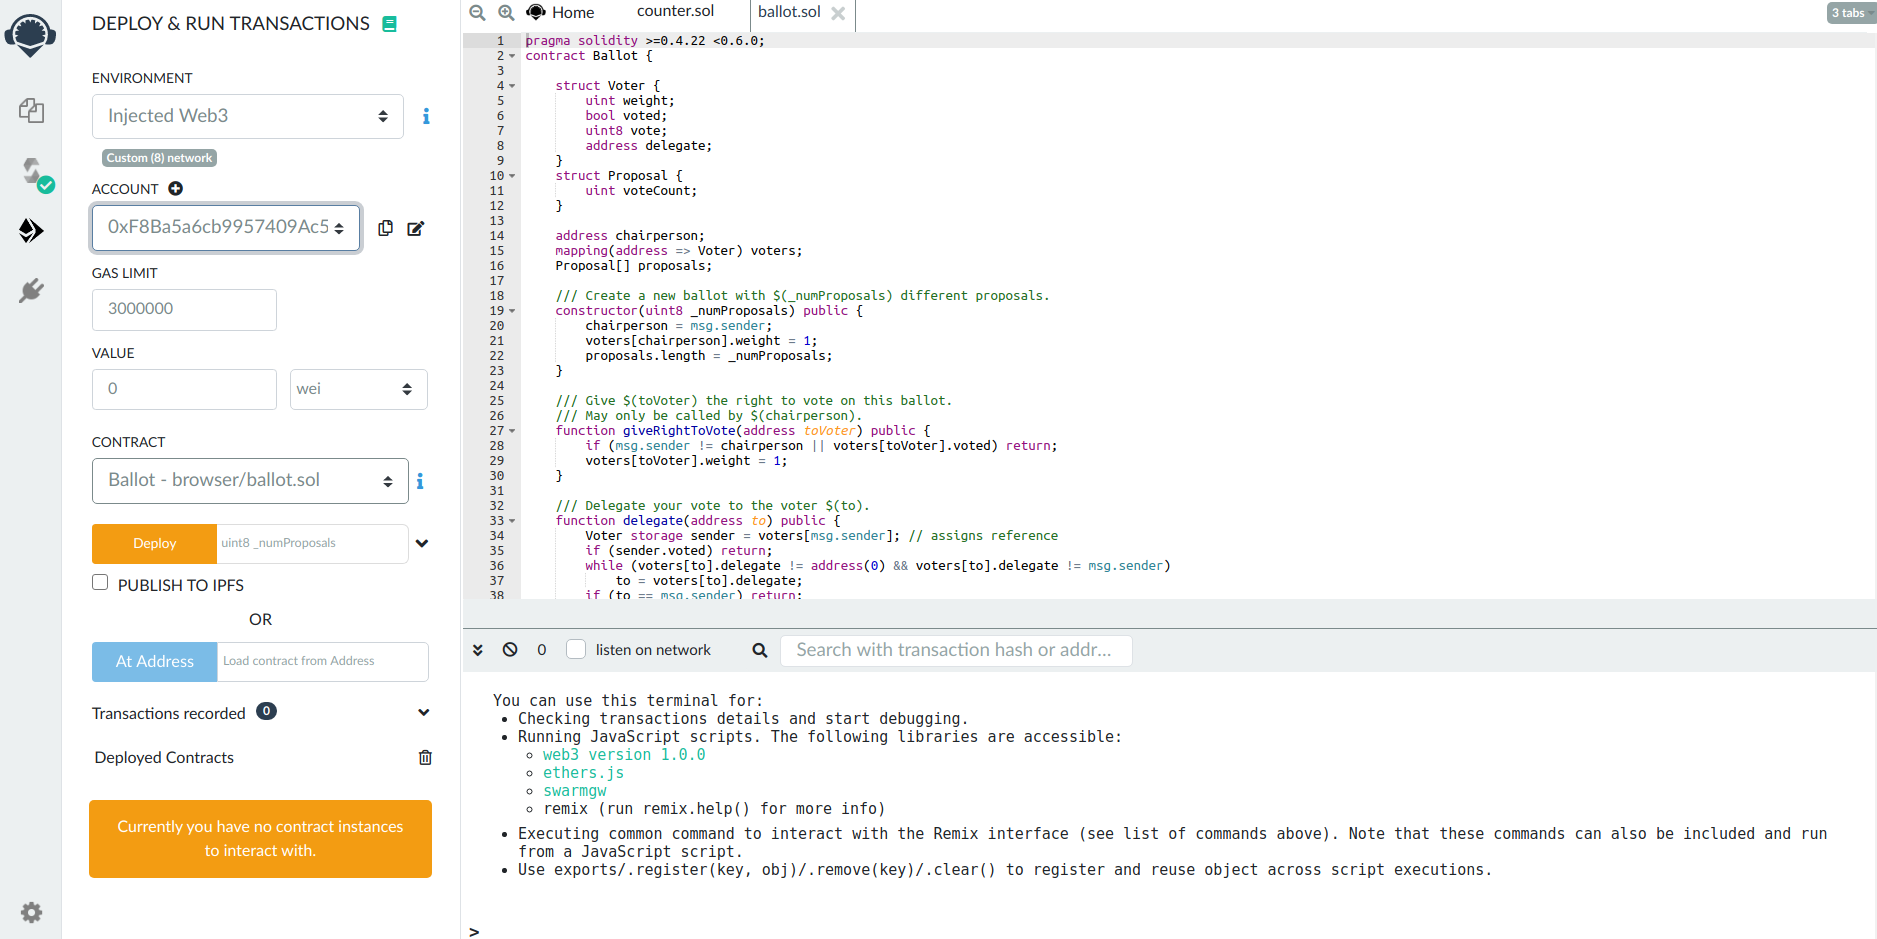 DEPLOY & RUN TRANSACTIONS
ENVIRONMENT
Injected Web3
Custom (8) network
ACCOUNT
0xF8Ba5a6cb9957409Ac5
GAS LIMIT
3000000
VALUE
0
wei
CONTRACT
Ballot - browser/ballot.sol
Deploy
uint8 _numProposals
PUBLISH TO IPFS
OR
At Address
Load contract from Address
Transactions recorded 0
Deployed Contracts
Currently you have no contract instances
to interact with.
Home
counter.sol
ballot.sol
3 tabs
1 pragma solidity >=0.4.22 <0.6.0;
2 contract Ballot {
3
4 struct Voter {
5 uint weight;
6 bool voted;
7 uint8 vote;
8 address delegate;
9 }
10 struct Proposal {
11 uint voteCount;
12 }
13
14 address chairperson;
15 mapping(address => Voter) voters;
16 Proposal[] proposals;
17
18 /// Create a new ballot with $(_numProposals) different proposals.
19 constructor(uint8 _numProposals) public {
20 chairperson = msg.sender;
21 voters[chairperson].weight = 1;
22 proposals.length = _numProposals;
23 }
24
25 /// Give $(toVoter) the right to vote on this ballot.
26 /// May only be called by $(chairperson).
27 function giveRightToVote(address toVoter) public {
28 if (msg.sender != chairperson || voters[toVoter].voted) return;
29 voters[toVoter].weight = 1;
30 }
31
32 /// Delegate your vote to the voter $(to).
33 function delegate(address to) public {
34 Voter storage sender = voters[msg.sender]; // assigns reference
35 if (sender.voted) return;
36 while (voters[to].delegate != address(0) && voters[to].delegate != msg.sender)
37 to = voters[to].delegate;
38 if (to == msg.sender) return;
0
listen on network
Search with transaction hash or addr...
You can use this terminal for:
• Checking transactions details and start debugging.
• Running JavaScript scripts. The following libraries are accessible:
◦ web3 version 1.0.0
◦ ethers.js
◦ swarmgw
◦ remix (run remix.help() for more info)
• Executing common command to interact with the Remix interface (see list of commands above). Note that these commands can also be included and run
from a JavaScript script.
• Use exports/.register(key, obj)/.remove(key)/.clear() to register and reuse object across script executions.
>